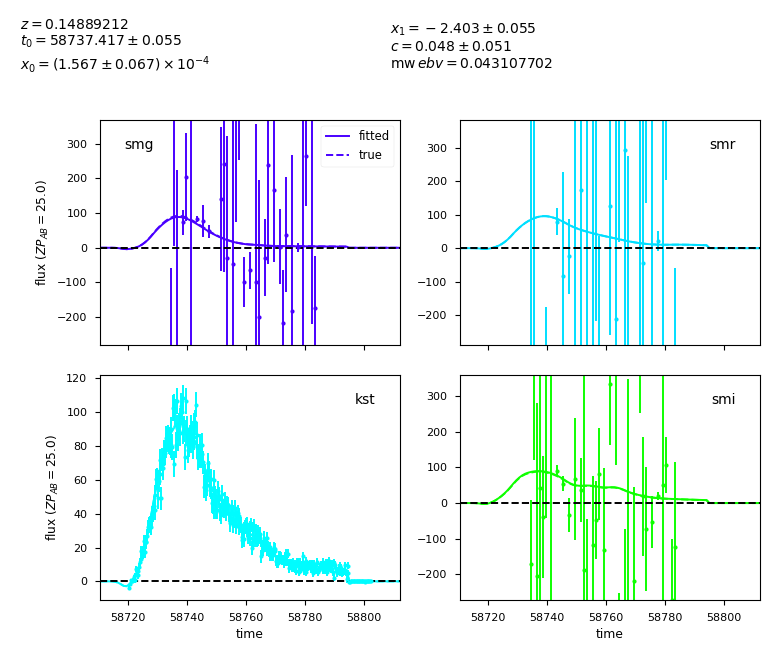 z = 0.14889212
t₀ = 58737.417 ± 0.055
x₀ = (1.567 ± 0.067) × 10⁻⁴
x₁ = −2.403 ± 0.055
c = 0.048 ± 0.051
mw ebv = 0.043107702
smg
fitted
true
300
200
100
0
−100
−200
flux (ZP_AB = 25.0)
smr
300
200
100
0
−100
−200
kst
120
100
80
60
40
20
0
flux (ZP_AB = 25.0)
58720 58740 58760 58780 58800
time
smi
300
200
100
0
−100
−200
58720 58740 58760 58780 58800
time